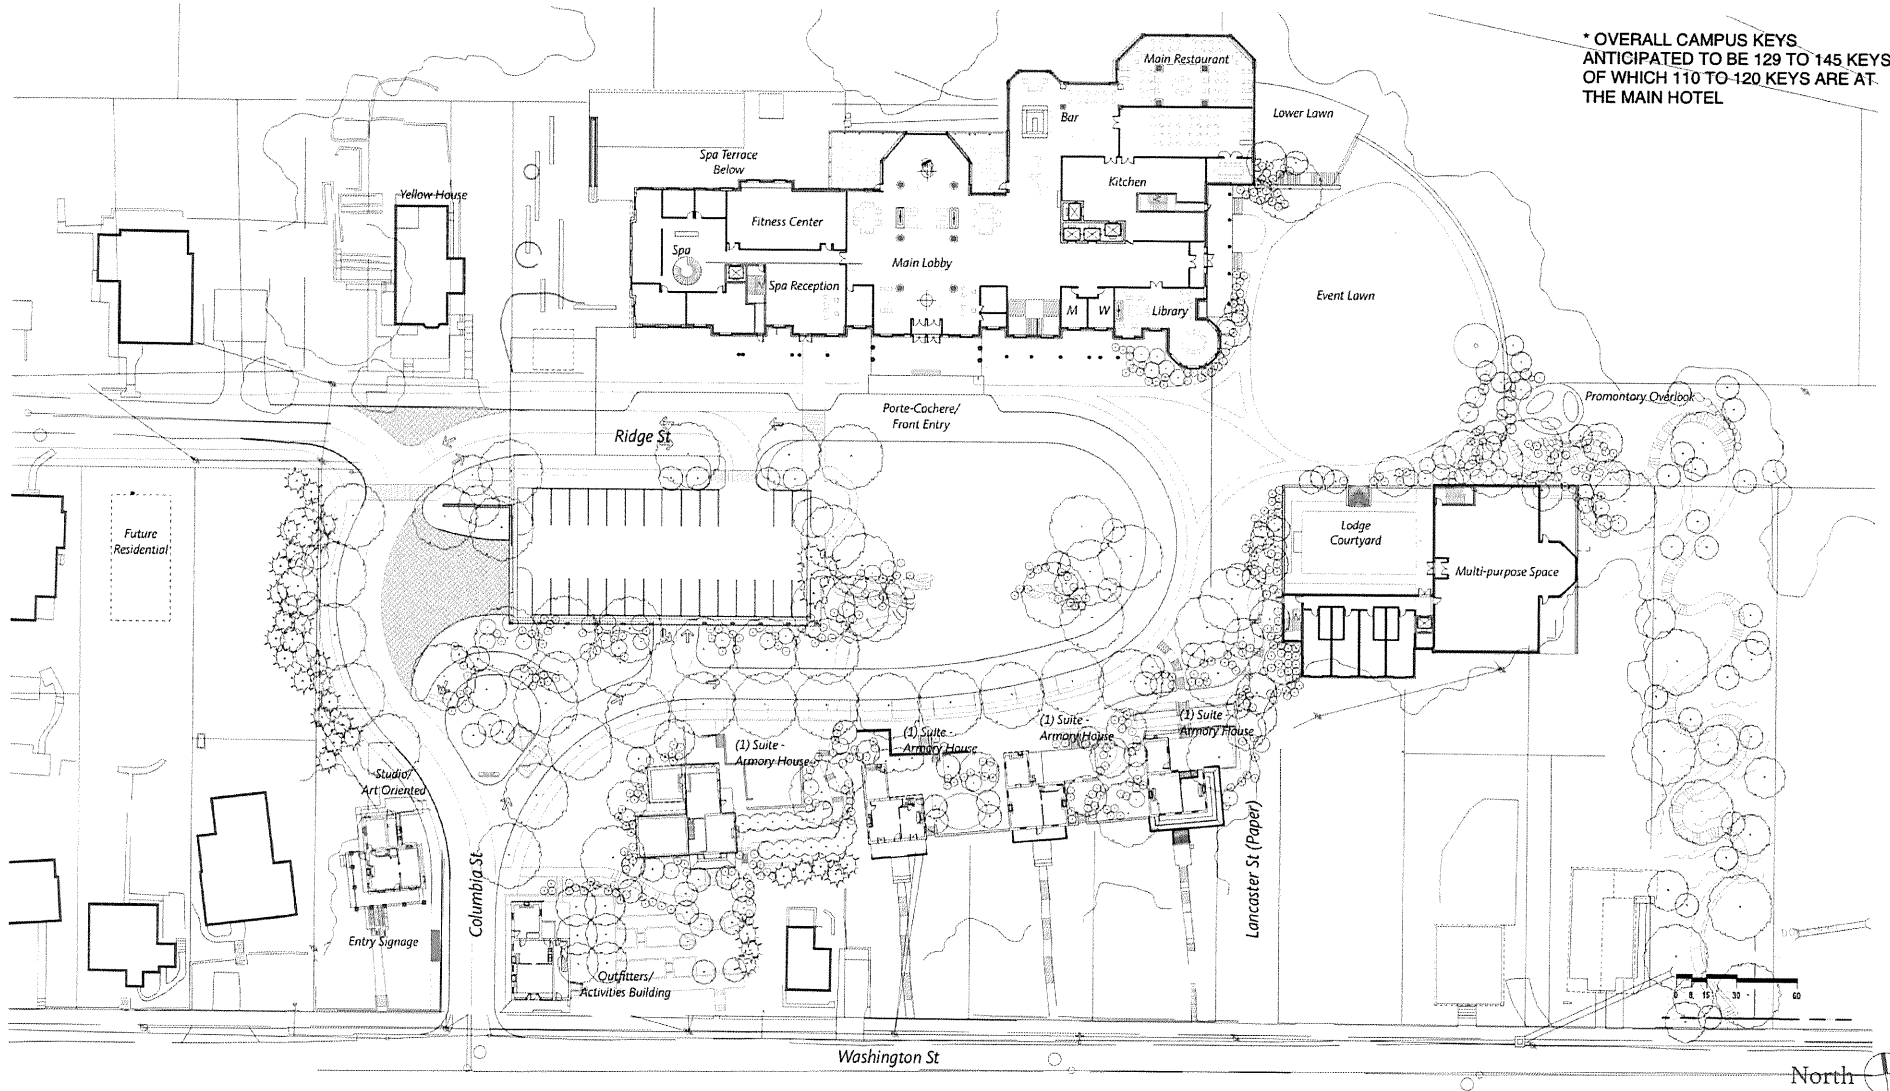 * OVERALL CAMPUS KEYS
ANTICIPATED TO BE 129 TO 145 KEYS
OF WHICH 110 TO 120 KEYS ARE AT
THE MAIN HOTEL
Main Restaurant
Bar
Lower Lawn
Spa Terrace
Below
Yellow House
Kitchen
Fitness Center
Spa
Main Lobby
Spa Reception
M
W
Library
Event Lawn
Porte-Cochere/
Front Entry
Promontory Overlook
Ridge St
Future
Residential
Lodge
Courtyard
Multi-purpose Space
(1) Suite -
Armory House
(1) Suite -
Armory House
(1) Suite -
Armory House
(1) Suite -
Armory House
Studio/
Art Oriented
Columbia St
Lancaster St (Paper)
Entry Signage
Outfitters/
Activities Building
0 8 15 30 60
Washington St
North